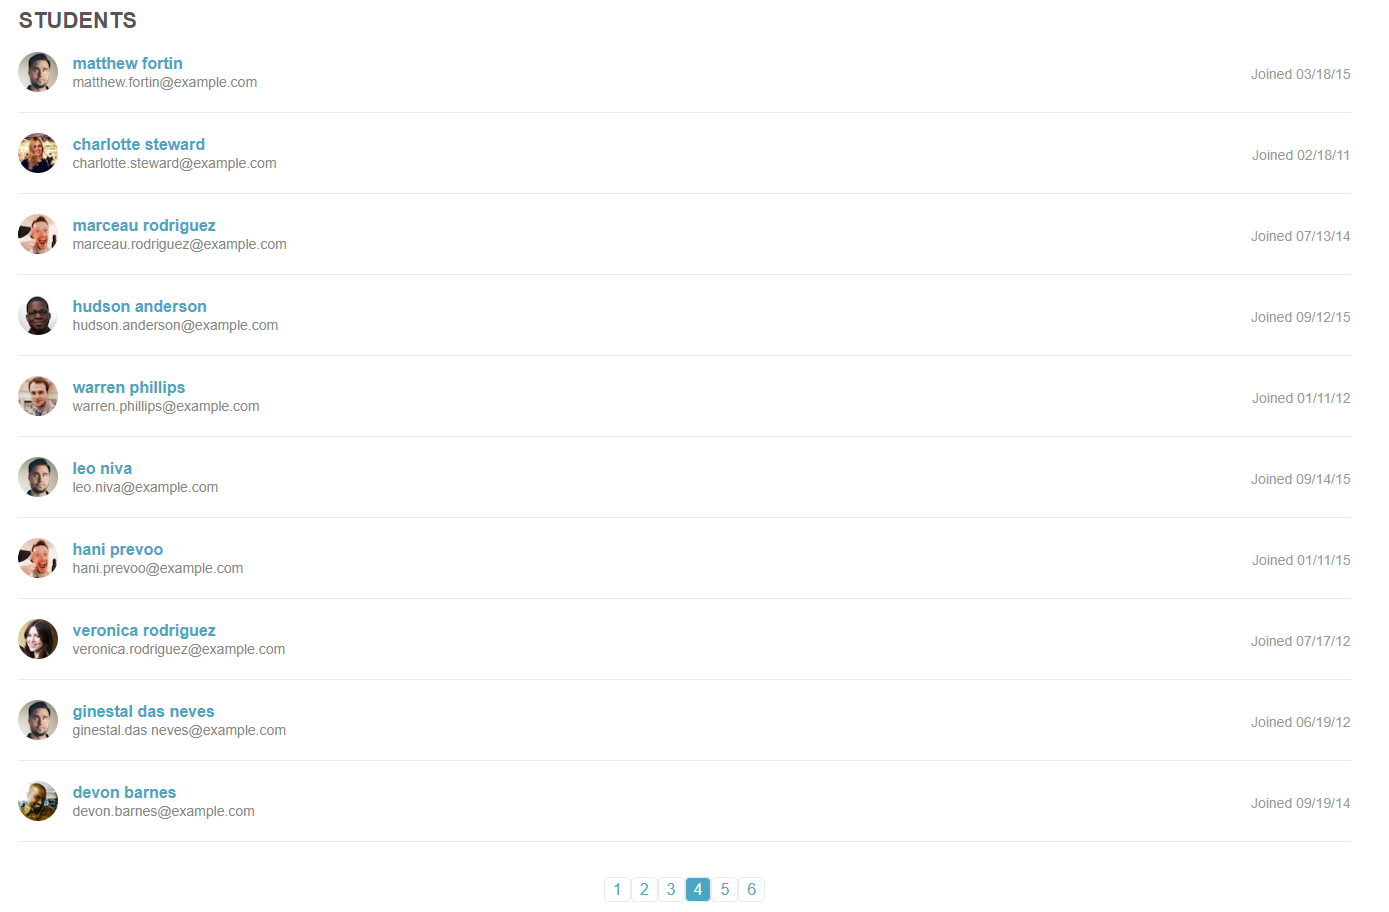 STUDENTS
matthew fortin
matthew.fortin@example.com
Joined 03/18/15
charlotte steward
charlotte.steward@example.com
Joined 02/18/11
marceau rodriguez
marceau.rodriguez@example.com
Joined 07/13/14
hudson anderson
hudson.anderson@example.com
Joined 09/12/15
warren phillips
warren.phillips@example.com
Joined 01/11/12
leo niva
leo.niva@example.com
Joined 09/14/15
hani prevoo
hani.prevoo@example.com
Joined 01/11/15
veronica rodriguez
veronica.rodriguez@example.com
Joined 07/17/12
ginestal das neves
ginestal.das neves@example.com
Joined 06/19/12
devon barnes
devon.barnes@example.com
Joined 09/19/14
1 2 3 4 5 6